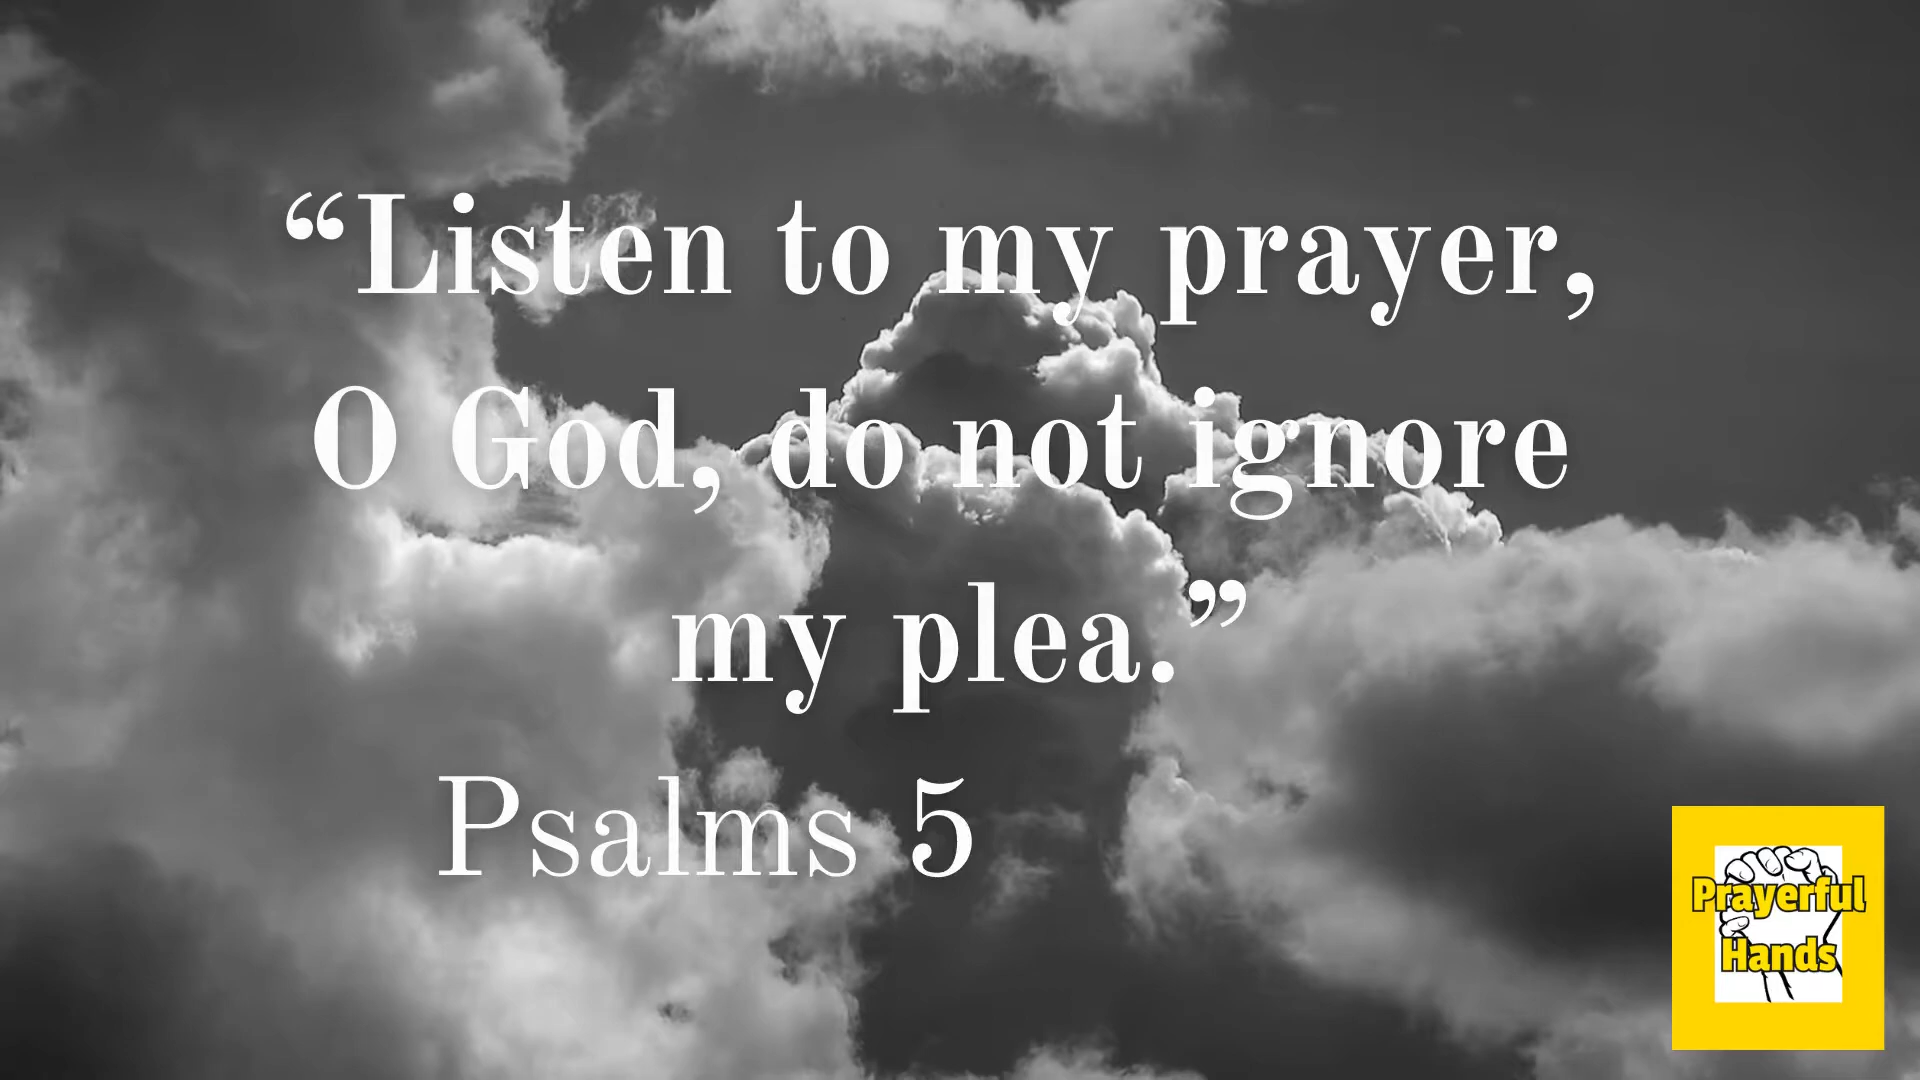 “Listen to my prayer,
O God, do not ignore
my plea.”
Psalms 5
Prayerful
Hands